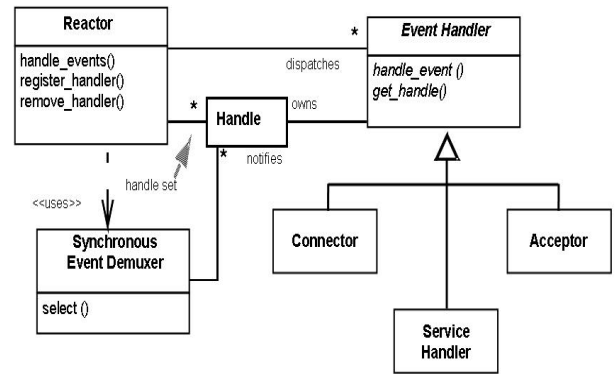 Reactor
handle_events()
register_handler()
remove_handler()
*
dispatches
Event Handler
handle_event ()
get_handle()
*
Handle
owns
*
notifies
handle set
<<uses>>
Synchronous
Event Demuxer
select ()
Connector
Acceptor
Service
Handler